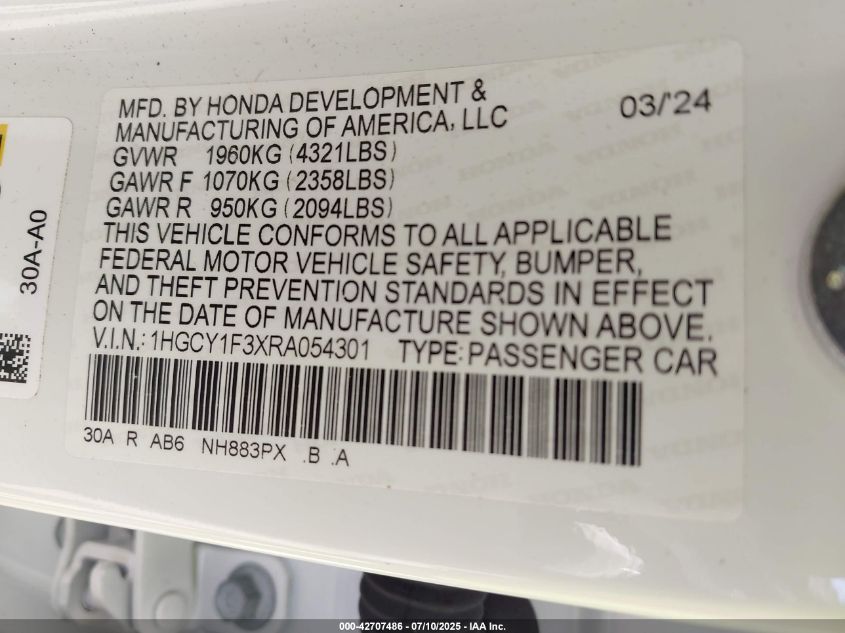 MFD. BY HONDA DEVELOPMENT &
MANUFACTURING OF AMERICA, LLC
03/'24
GVWR 1960KG (4321LBS)
GAWR F 1070KG (2358LBS)
GAWR R 950KG (2094LBS)
THIS VEHICLE CONFORMS TO ALL APPLICABLE
FEDERAL MOTOR VEHICLE SAFETY, BUMPER,
AND THEFT PREVENTION STANDARDS IN EFFECT
ON THE DATE OF MANUFACTURE SHOWN ABOVE.
V.I.N.: 1HGCY1F3XRA054301 TYPE: PASSENGER CAR
30A R AB6 NH883PX .B .A
30A-A0
000-42707486 - 07/10/2025 - IAA Inc.